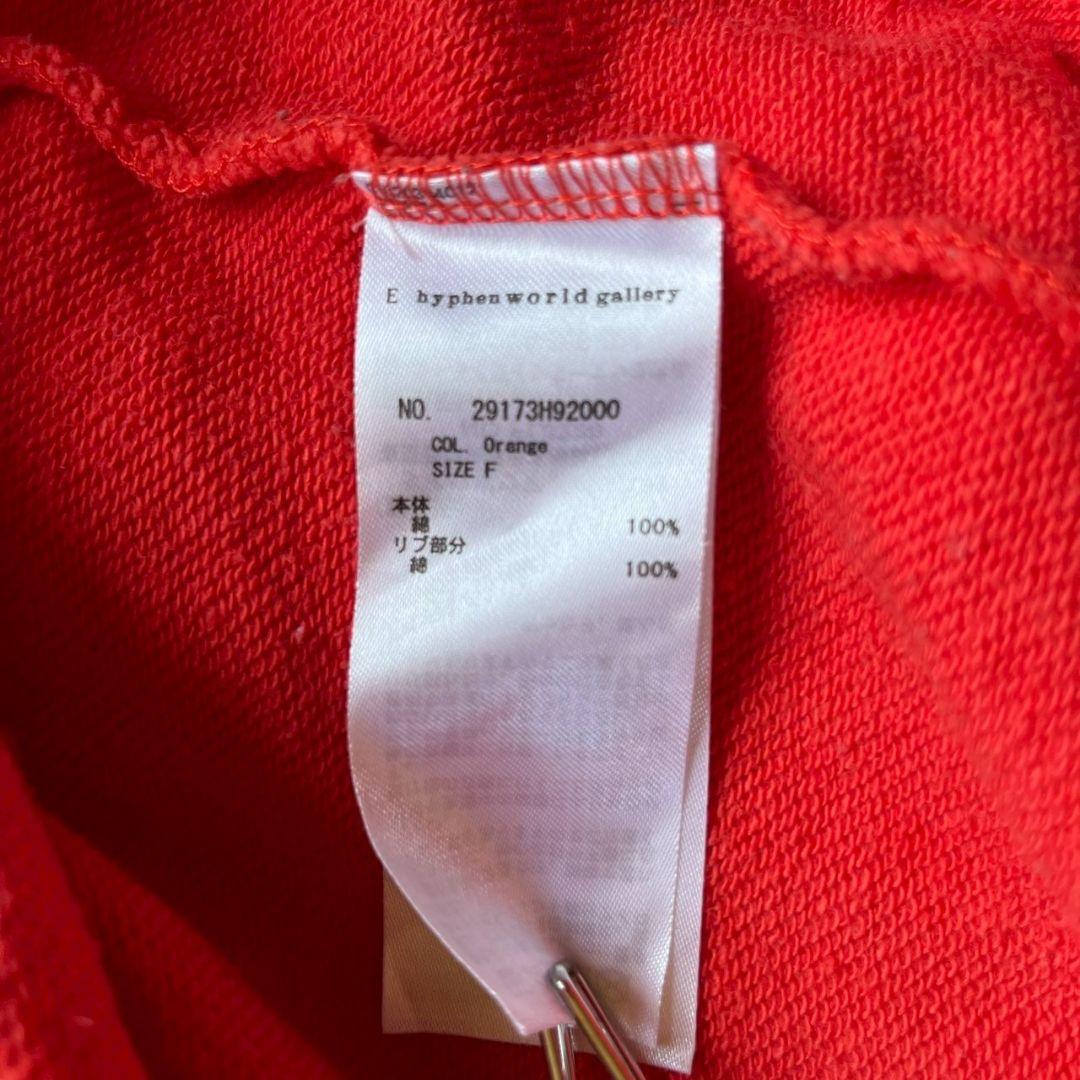 E hyphen world gallery
NO. 29173H92000
COL. Orange
SIZE F
本体
綿 100%
リブ部分
綿 100%